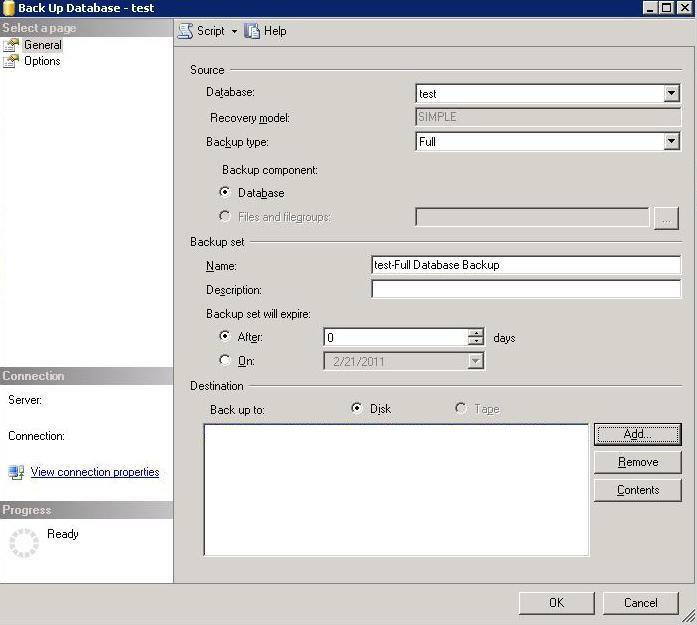 Back Up Database - test
Select a page
General
Options
Script Help
Source
Database: test
Recovery model: SIMPLE
Backup type: Full
Backup component:
Database
Files and filegroups: ...
Backup set
Name: test-Full Database Backup
Description:
Backup set will expire:
After: 0 days
On: 2/21/2011
Destination
Back up to: Disk Tape
Add...
Remove
Contents
Connection
Server:
Connection:
View connection properties
Progress
Ready
OK Cancel